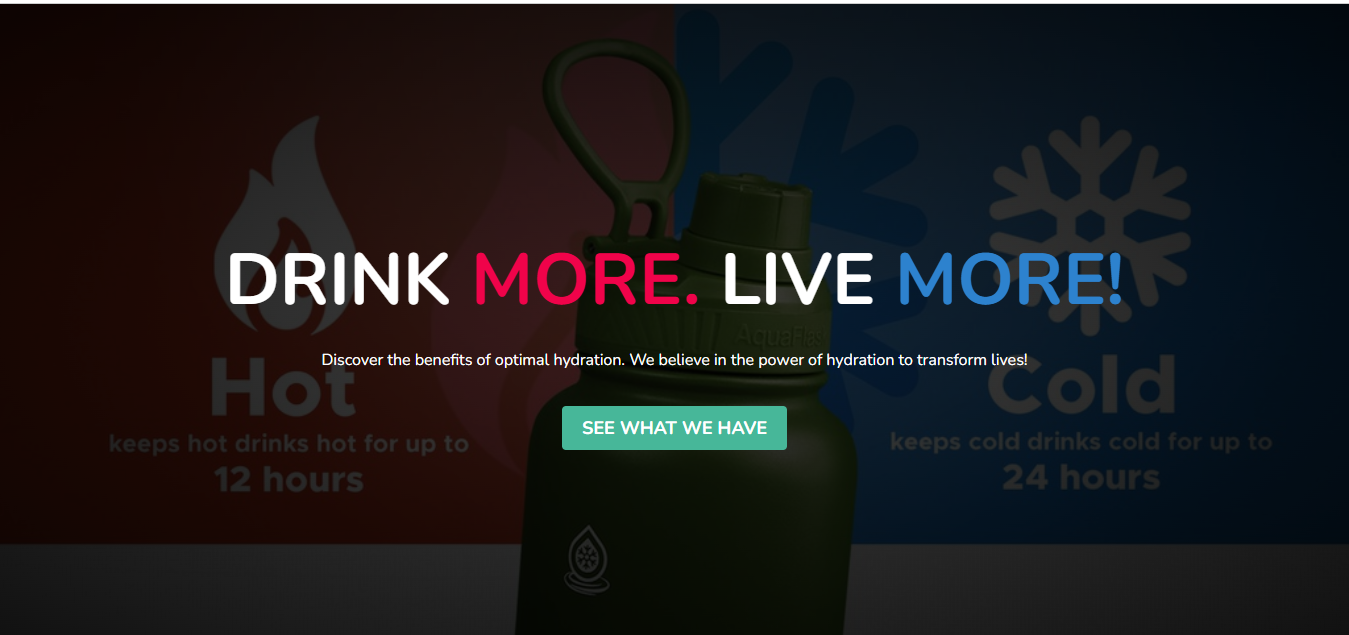 DRINK MORE. LIVE MORE!
Discover the benefits of optimal hydration. We believe in the power of hydration to transform lives!
SEE WHAT WE HAVE
Hot
keeps hot drinks hot for up to
12 hours
Cold
keeps cold drinks cold for up to
24 hours